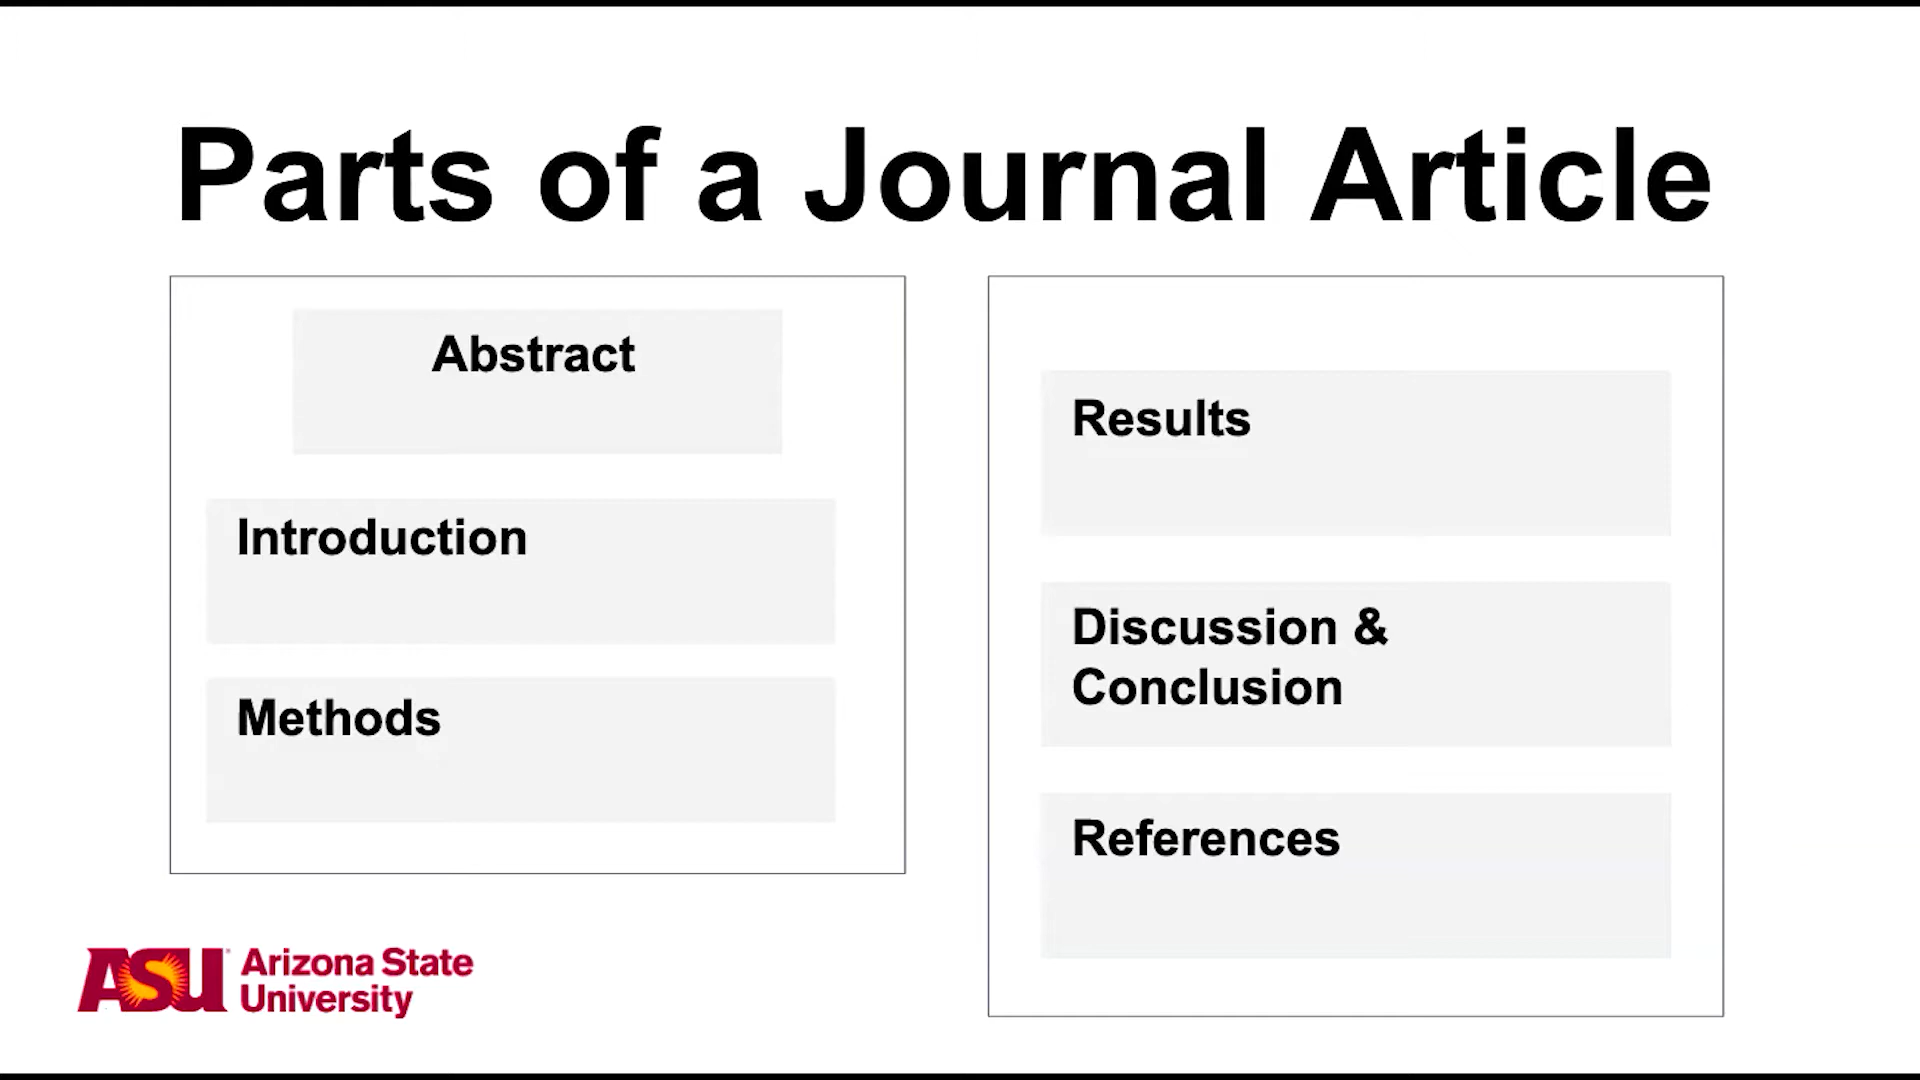 Parts of a Journal Article
Abstract
Introduction
Methods
Results
Discussion &
Conclusion
References
ASU Arizona State
University